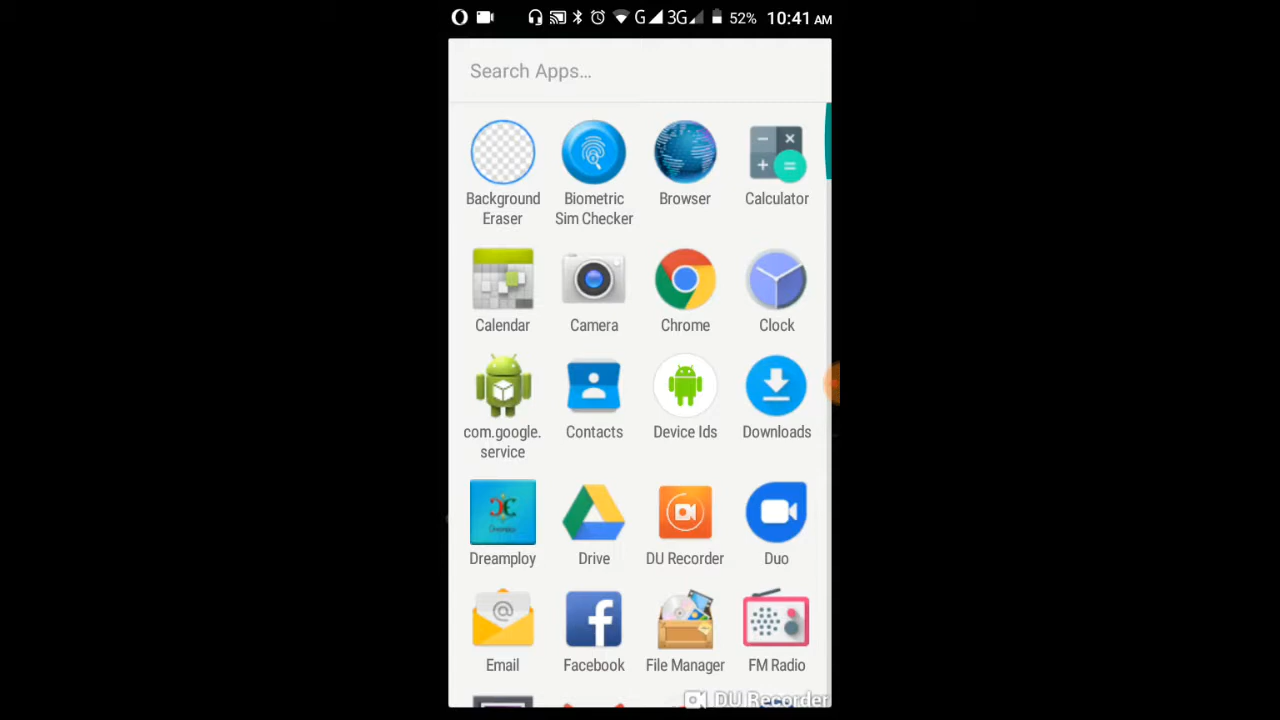 G 3G 52% 10:41 AM
Search Apps...
Background Eraser
Biometric Sim Checker
Browser
Calculator
Calendar
Camera
Chrome
Clock
com.google.service
Contacts
Device Ids
Downloads
Dreamploy
Drive
DU Recorder
Duo
Email
Facebook
File Manager
FM Radio
DU Recorder